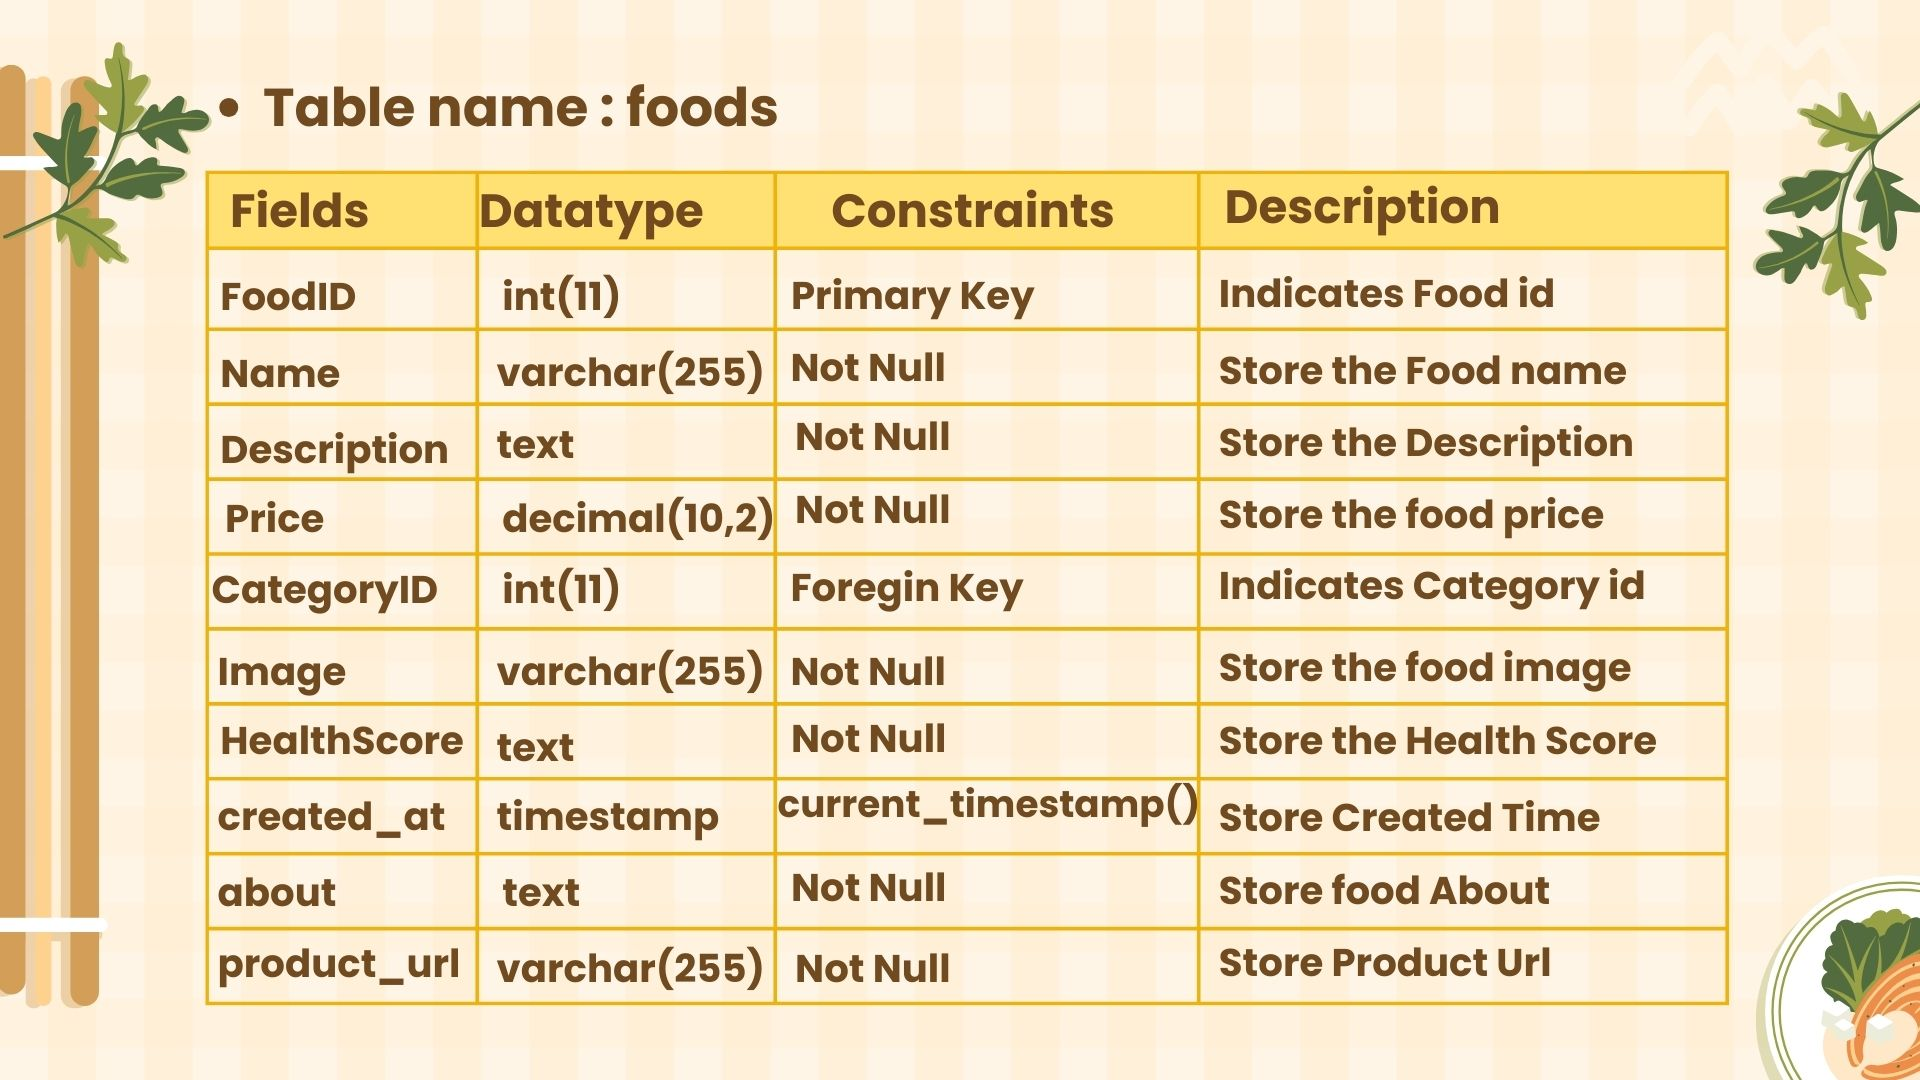 • Table name : foods
Fields Datatype Constraints Description
FoodID int(11) Primary Key Indicates Food id
Name varchar(255) Not Null Store the Food name
Description text Not Null Store the Description
Price decimal(10,2) Not Null Store the food price
CategoryID int(11) Foregin Key Indicates Category id
Image varchar(255) Not Null Store the food image
HealthScore text Not Null Store the Health Score
created_at timestamp current_timestamp() Store Created Time
about text Not Null Store food About
product_url varchar(255) Not Null Store Product Url